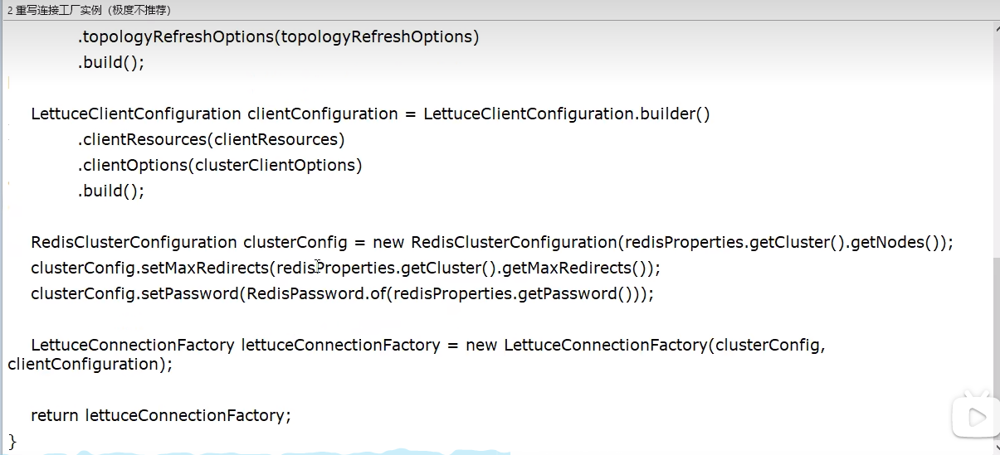 2 重写连接工厂实例（极度不推荐）
.topologyRefreshOptions(topologyRefreshOptions)
.build();
LettuceClientConfiguration clientConfiguration = LettuceClientConfiguration.builder()
.clientResources(clientResources)
.clientOptions(clusterClientOptions)
.build();
RedisClusterConfiguration clusterConfig = new RedisClusterConfiguration(redisProperties.getCluster().getNodes());
clusterConfig.setMaxRedirects(redisProperties.getCluster().getMaxRedirects());
clusterConfig.setPassword(RedisPassword.of(redisProperties.getPassword()));
LettuceConnectionFactory lettuceConnectionFactory = new LettuceConnectionFactory(clusterConfig,
clientConfiguration);
return lettuceConnectionFactory;
}